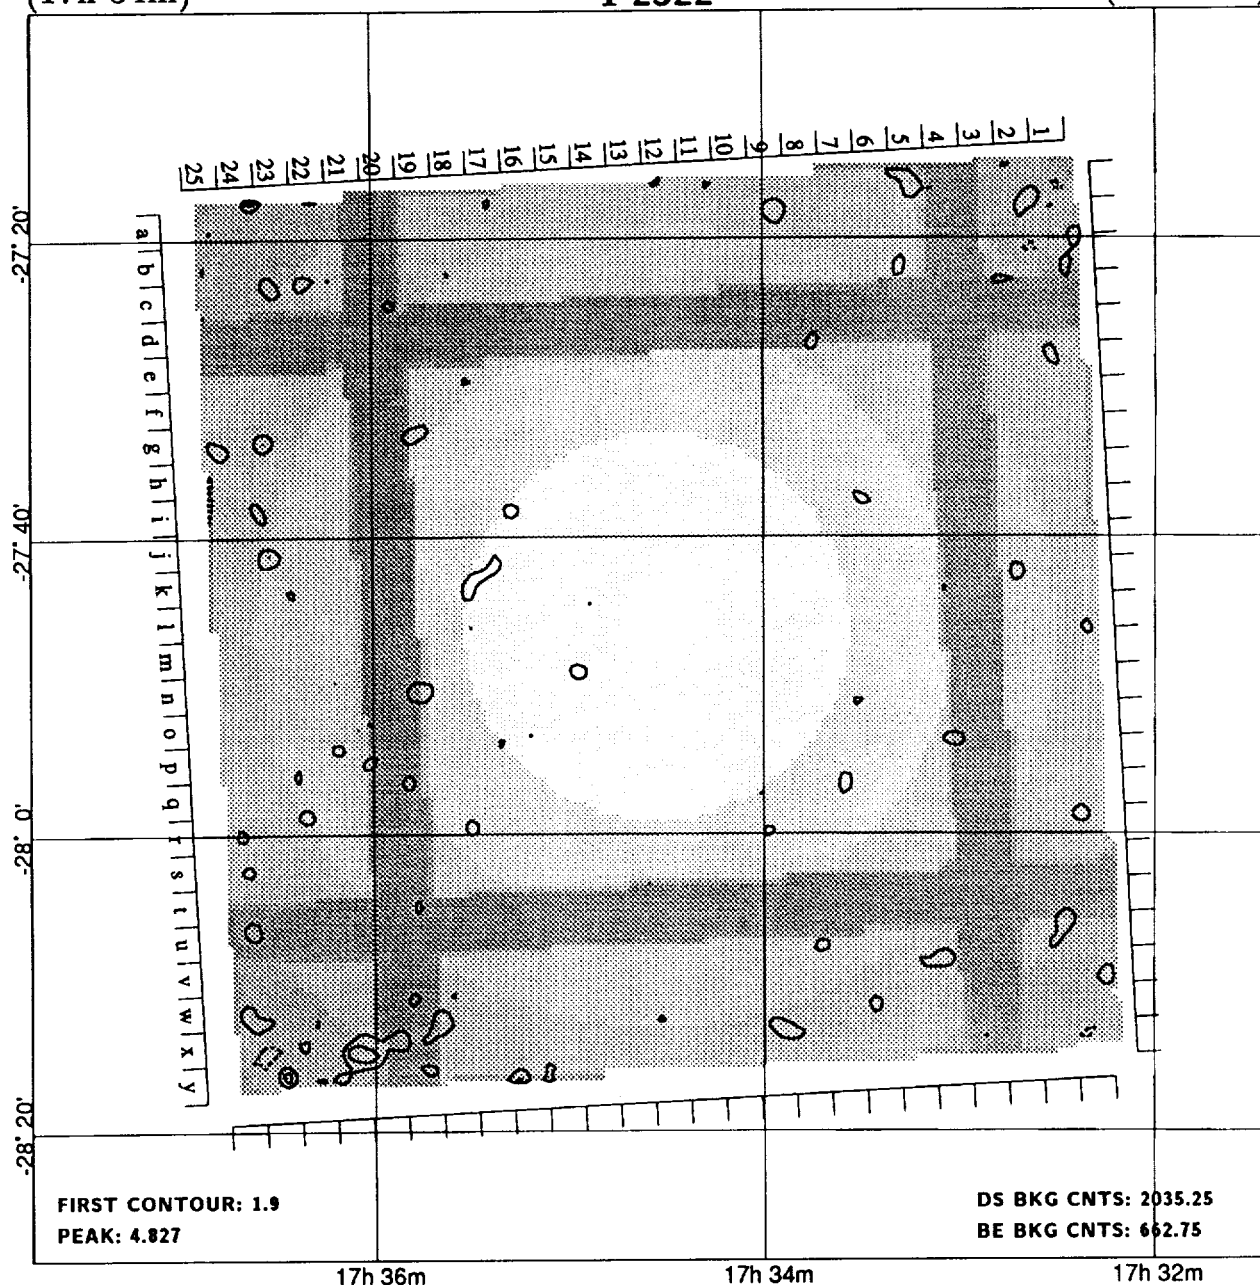 25 24 23 22 21 20 19 18 17 16 15 14 13 12 11 10 9 8 7 6 5 4 3 2 1
-27° 20'
a b c d e f g h i j k l m n o p q r s t u v w x y
-27° 40'
-28° 0'
-28° 20'
FIRST CONTOUR: 1.9
PEAK: 4.827
DS BKG CNTS: 2035.25
BE BKG CNTS: 662.75
17h 36m 17h 34m 17h 32m